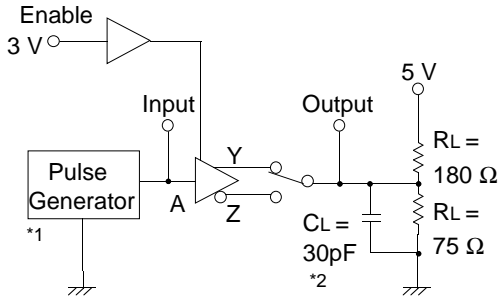 Enable
3 V
5 V
Input
Output
RL =
180 Ω
Pulse
Generator
*1
A
Y
Z
CL =
30pF
*2
RL =
75 Ω